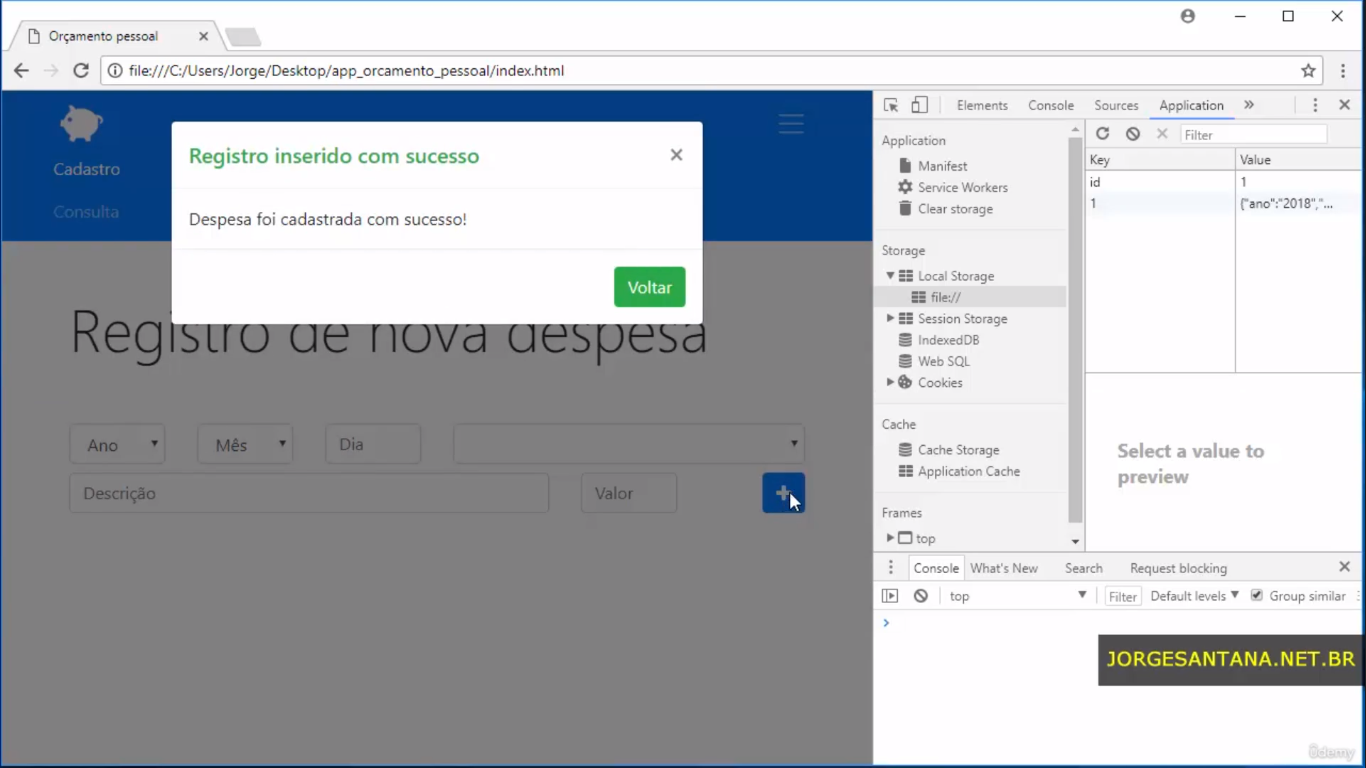 Orçamento pessoal
file:///C:/Users/Jorge/Desktop/app_orcamento_pessoal/index.html
Cadastro
Consulta
Registro inserido com sucesso
Despesa foi cadastrada com sucesso!
Voltar
Registro de nova despesa
Ano
Mês
Dia
Descrição
Valor
Elements Console Sources Application
Application
Manifest
Service Workers
Clear storage
Storage
Local Storage
file://
Session Storage
IndexedDB
Web SQL
Cookies
Cache
Cache Storage
Application Cache
Frames
top
Filter
Key Value
id 1
1 {"ano":"2018","...
Select a value to
preview
Console What's New Search Request blocking
top Filter Default levels Group similar
JORGESANTANA.NET.BR
ûdemy